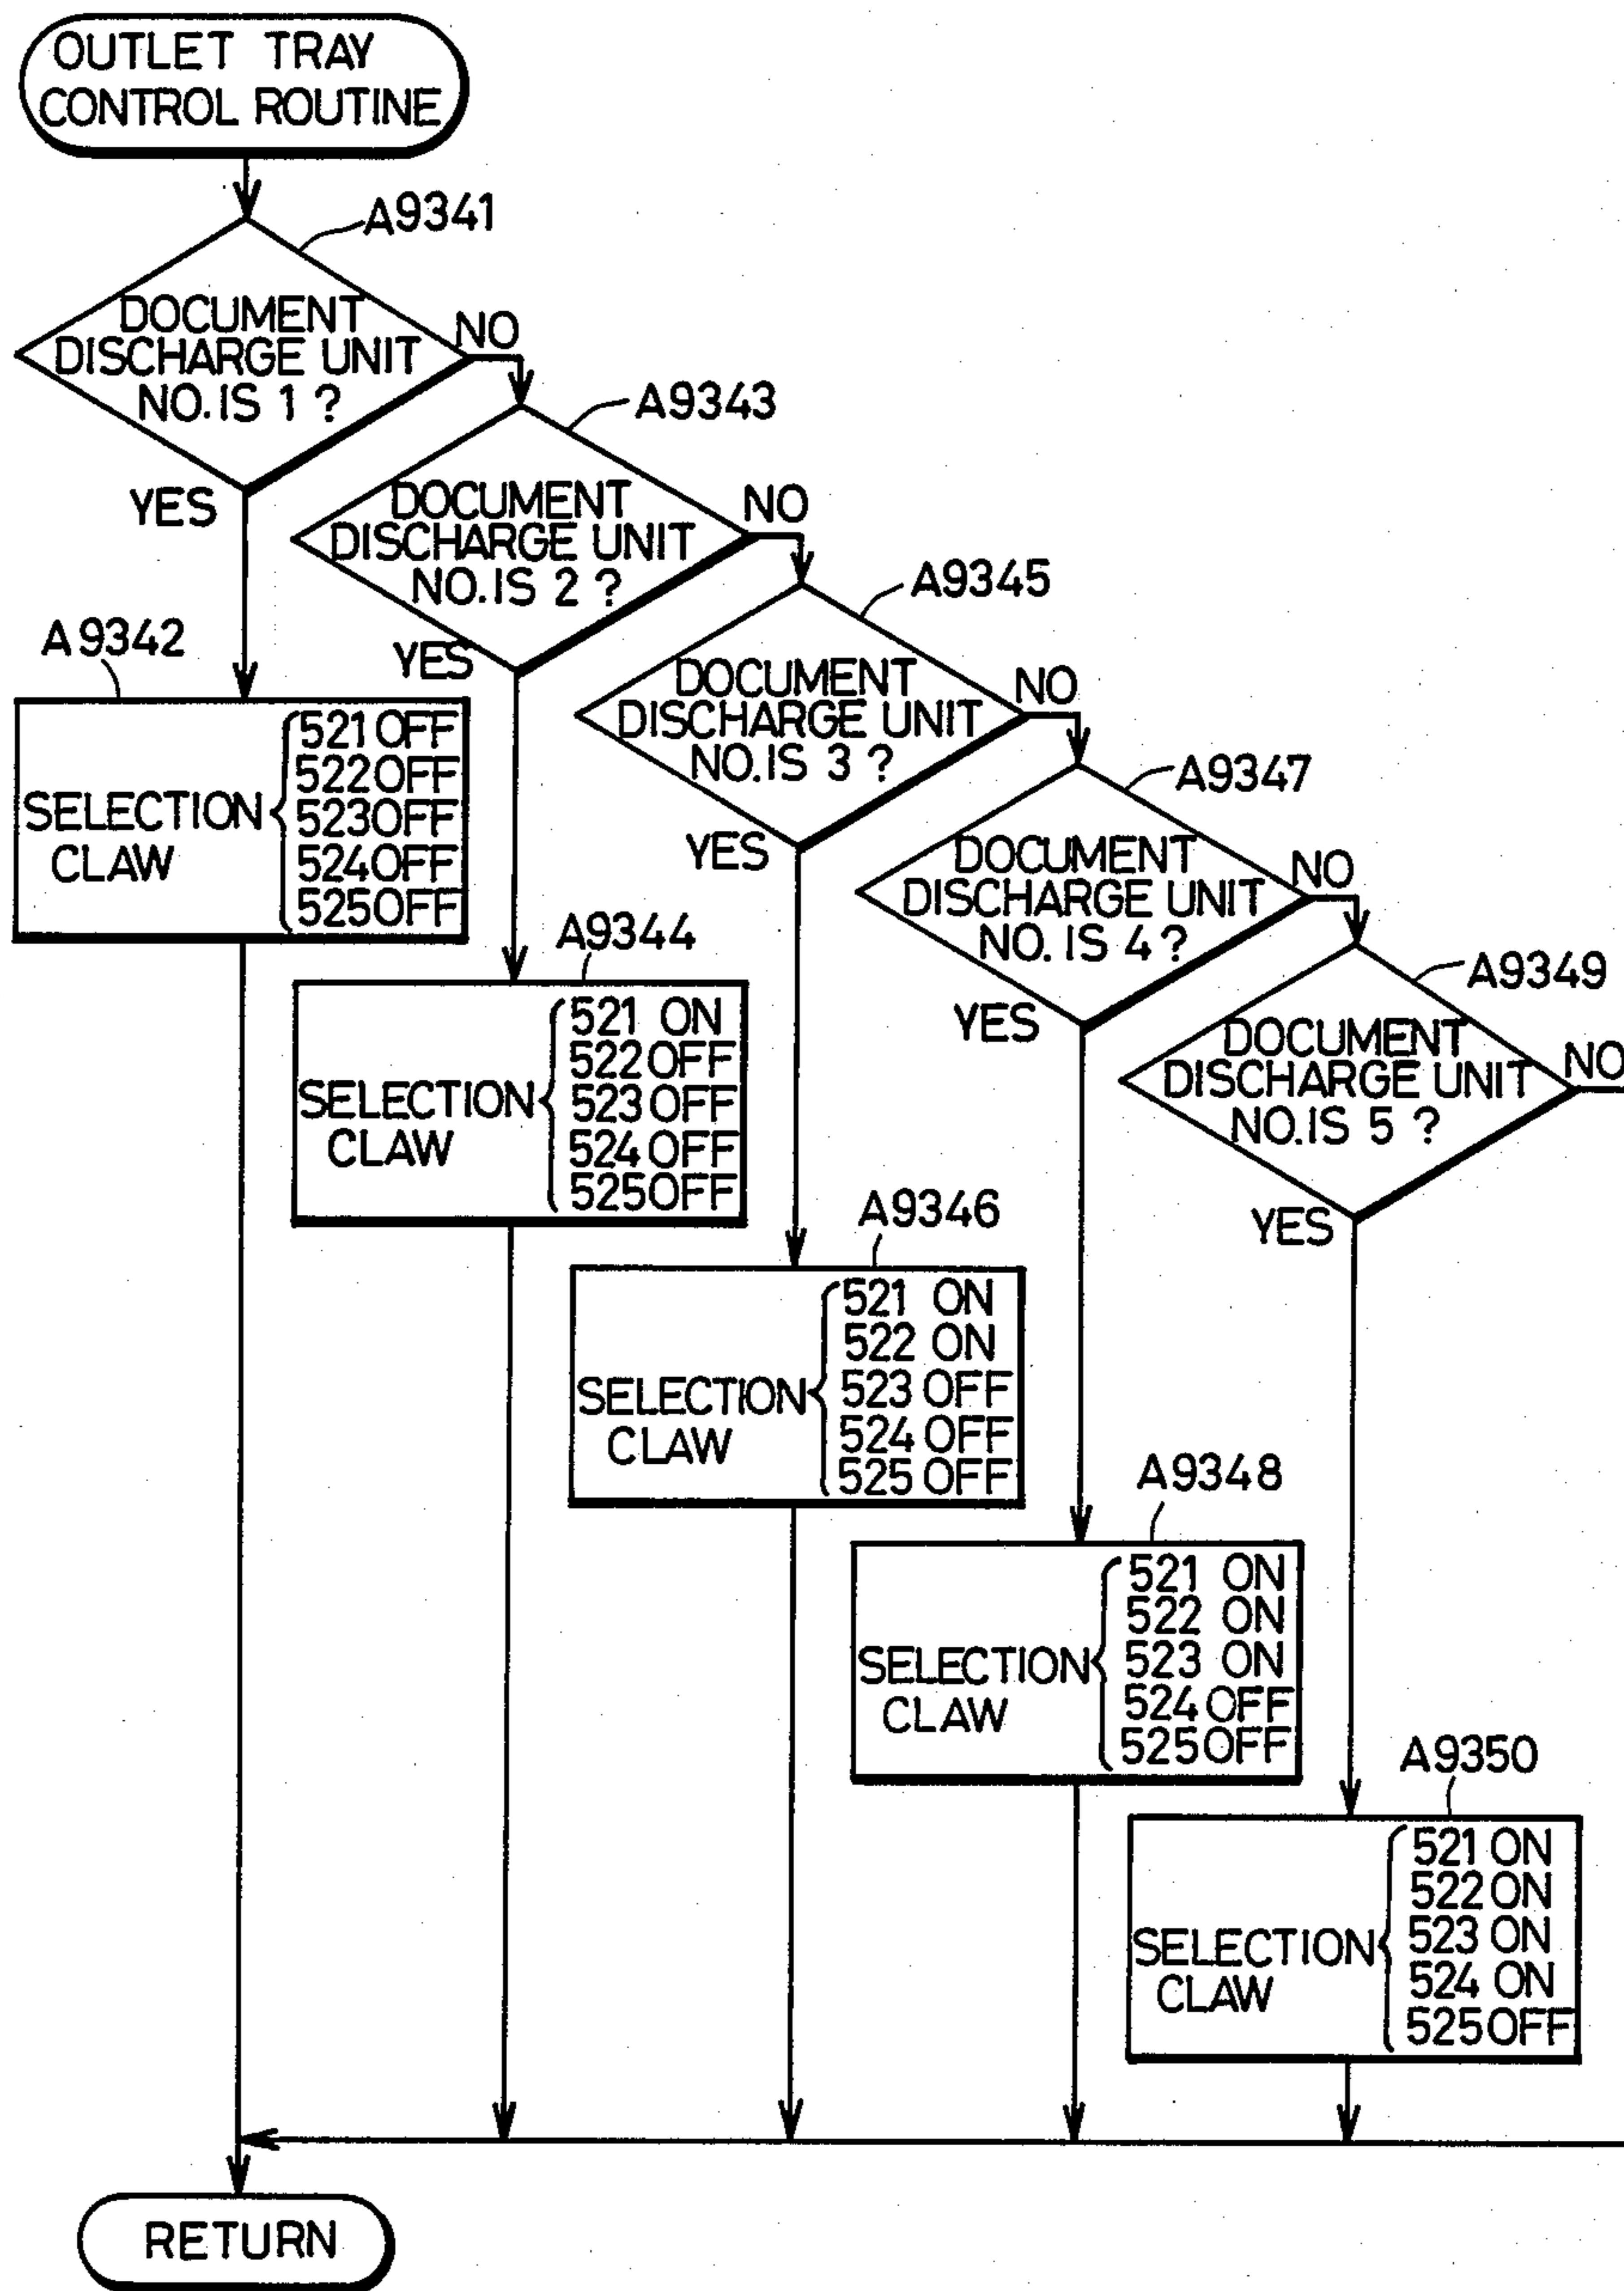 OUTLET TRAY
CONTROL ROUTINE
A9341
DOCUMENT
DISCHARGE UNIT
NO. IS 1 ?
NO
YES
A9343
DOCUMENT
DISCHARGE UNIT
NO. IS 2 ?
NO
YES
A9345
DOCUMENT
DISCHARGE UNIT
NO. IS 3 ?
NO
YES
A9347
DOCUMENT
DISCHARGE UNIT
NO. IS 4 ?
NO
YES
A9349
DOCUMENT
DISCHARGE UNIT
NO. IS 5 ?
NO
YES
A9342
SELECTION
CLAW
521 OFF
522 OFF
523 OFF
524 OFF
525 OFF
A9344
SELECTION
CLAW
521 ON
522 OFF
523 OFF
524 OFF
525 OFF
A9346
SELECTION
CLAW
521 ON
522 ON
523 OFF
524 OFF
525 OFF
A9348
SELECTION
CLAW
521 ON
522 ON
523 ON
524 OFF
525 OFF
A9350
SELECTION
CLAW
521 ON
522 ON
523 ON
524 ON
525 OFF
RETURN